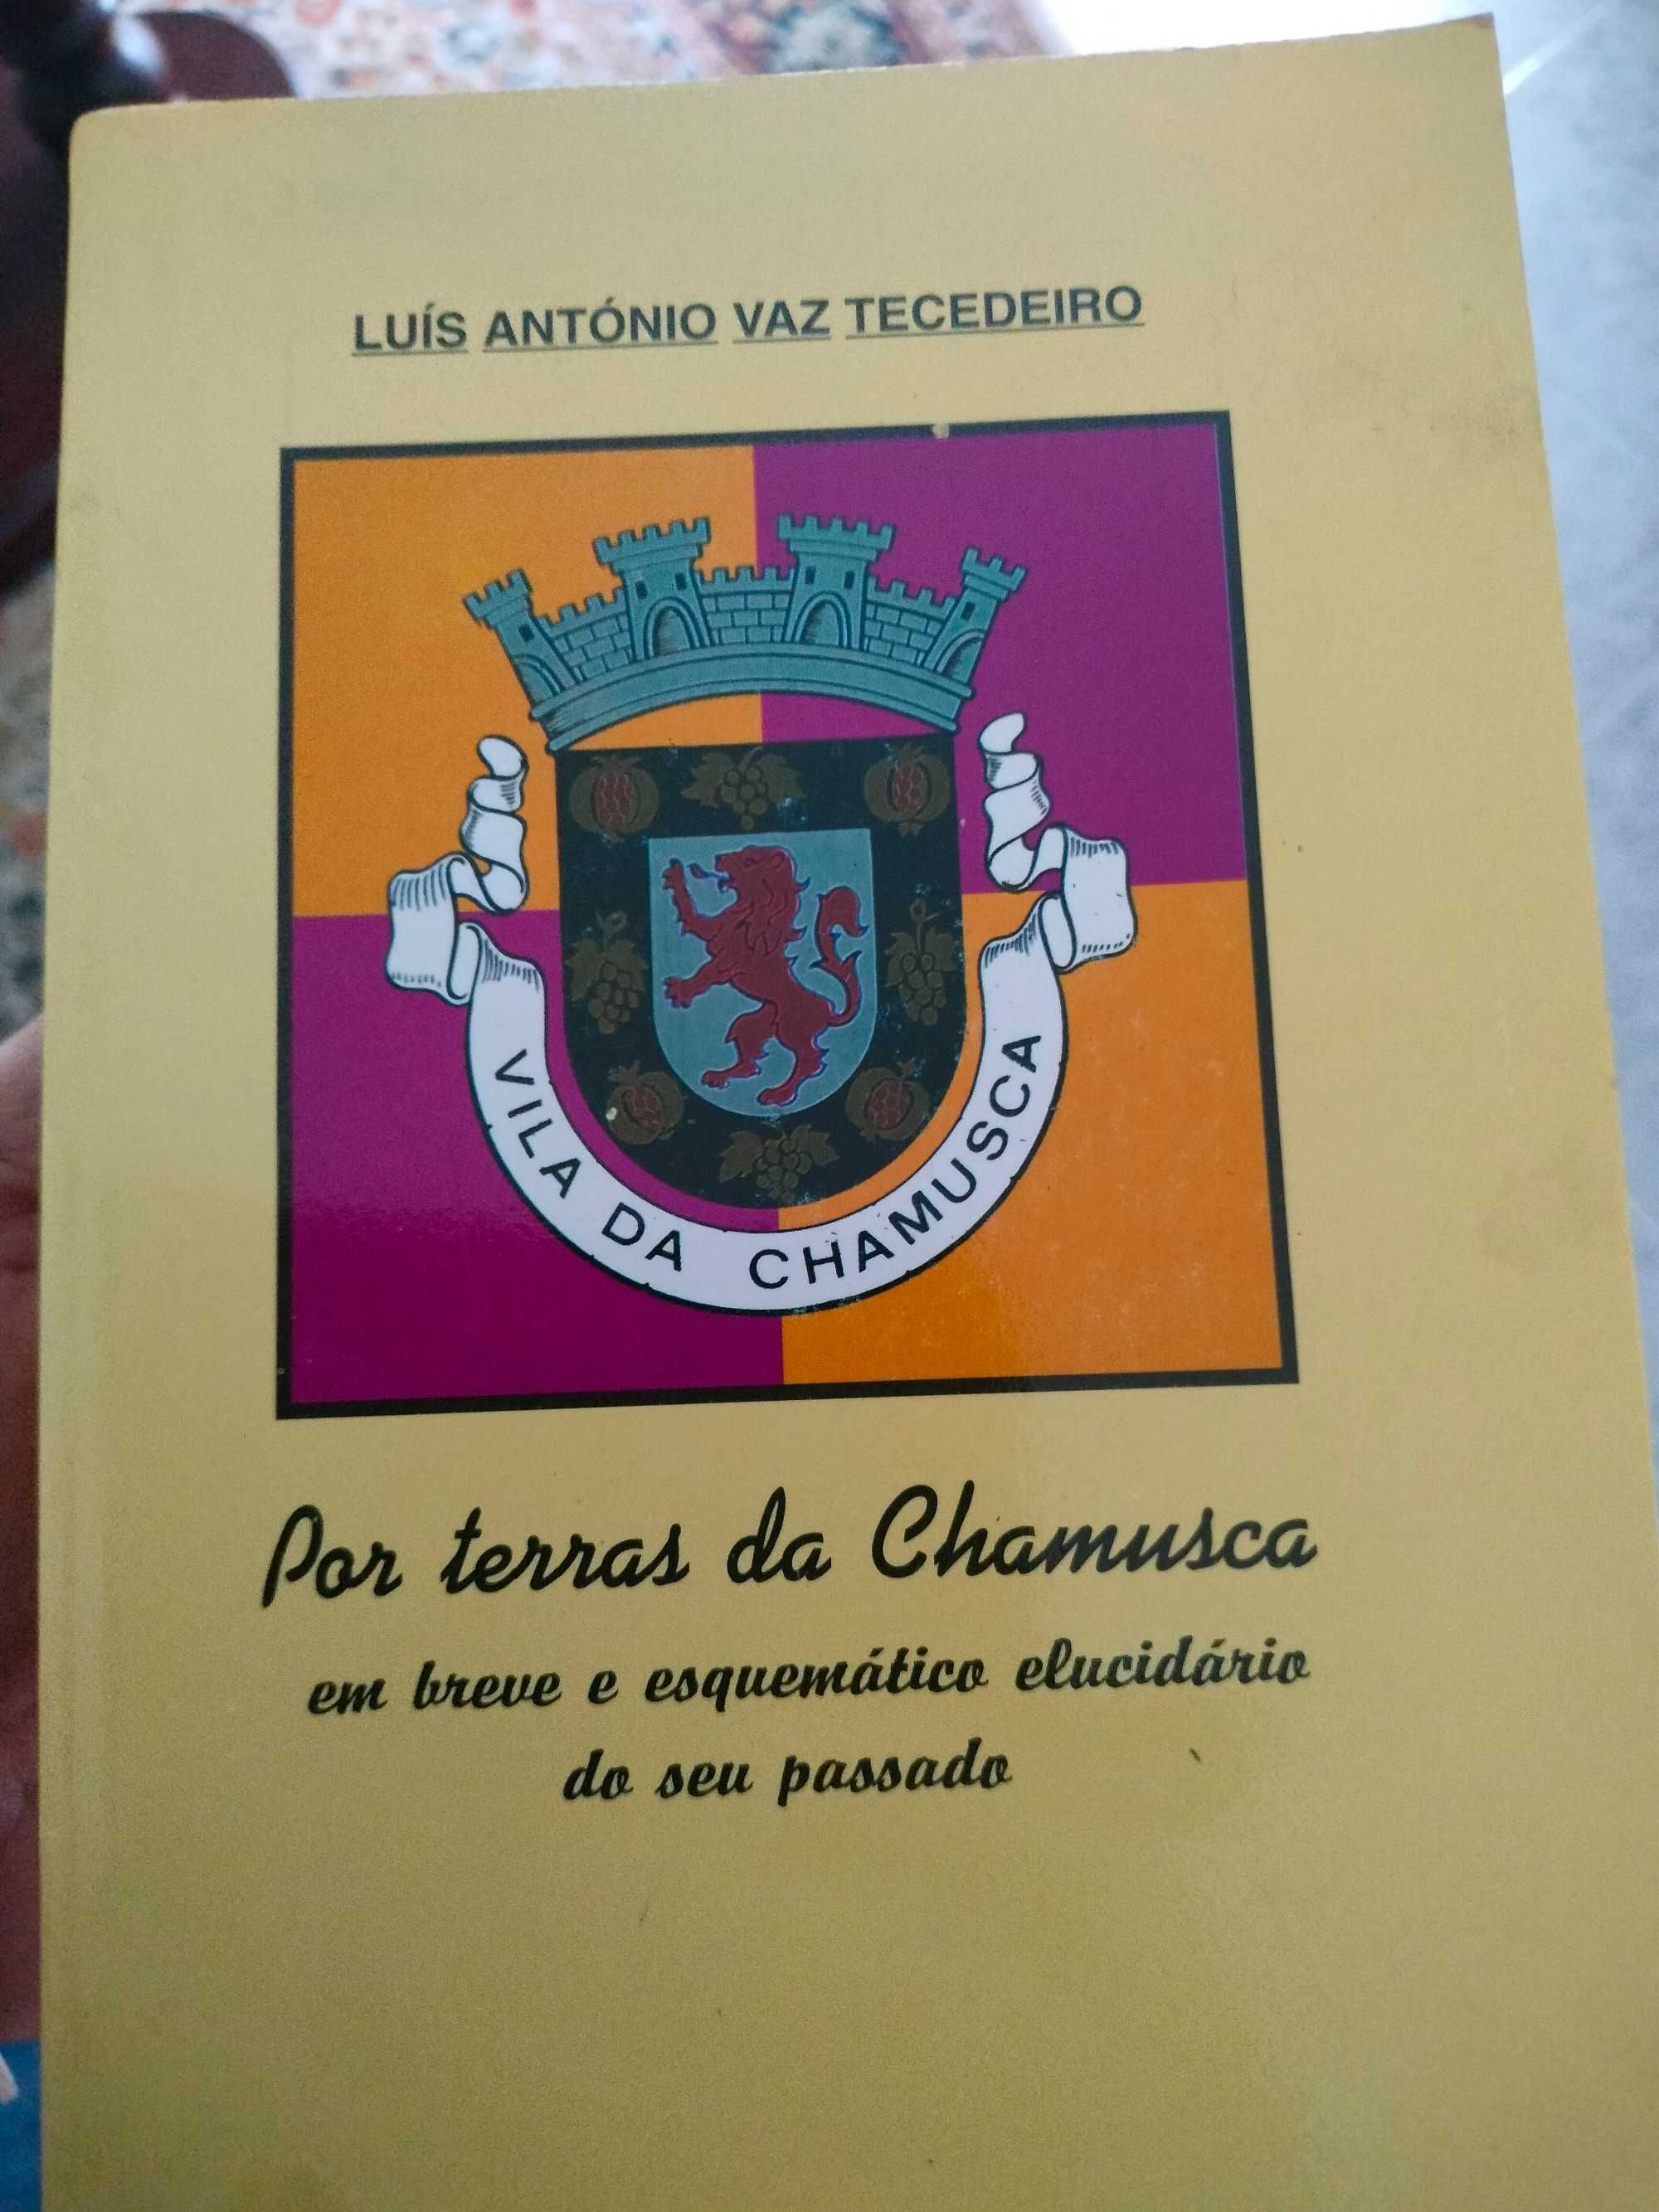 LUÍS ANTÓNIO VAZ TECEDEIRO
VILA DA CHAMUSCA
Por terras da Chamusca
em breve e esquemático elucidário
do seu passado